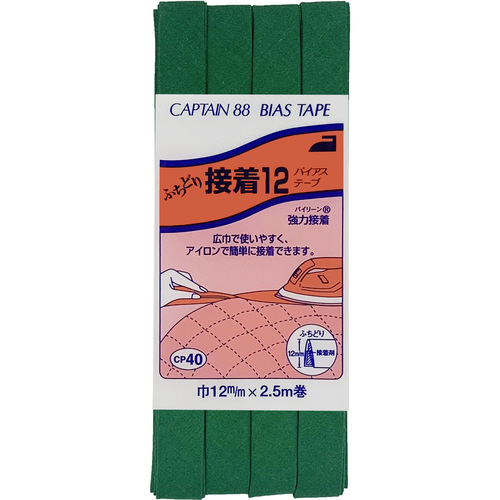 CAPTAIN 88 BIAS TAPE
ふちどり 接着12 バイアス
テープ
バイリーン®
強力接着
広巾で使いやすく、
アイロンで簡単に接着できます。
ふちどり
12m/m 接着剤
CP40
巾12m/m×2.5m巻